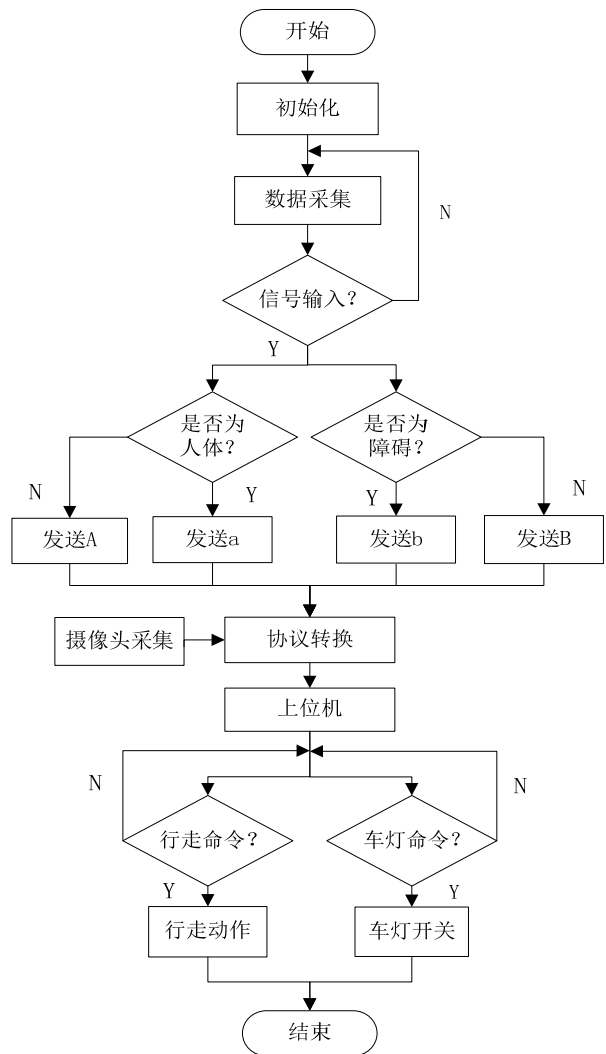 开始
初始化
数据采集
N
信号输入？
Y
是否为
人体？
是否为
障碍？
N
Y
Y
N
发送A
发送a
发送b
发送B
摄像头采集
协议转换
上位机
N
N
行走命令？
车灯命令？
Y
Y
行走动作
车灯开关
结束